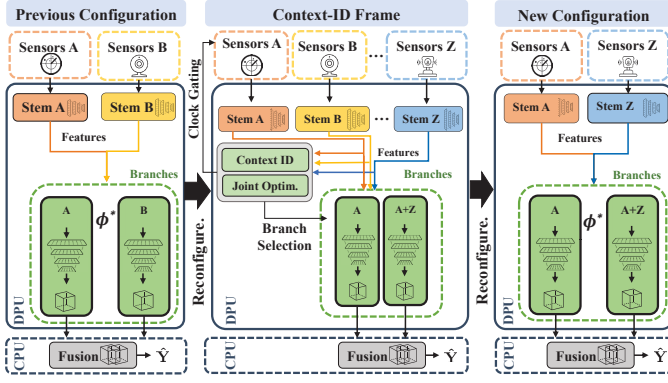 Previous Configuration
Sensors A
Sensors B
Stem A
Stem B
Features
Branches
A
ϕ*
B
DPU
CPU
Fusion
Ŷ
Reconfigure.
Context-ID Frame
Clock Gating
Sensors A
Sensors B
...
Sensors Z
Stem A
Stem B
...
Stem Z
Features
Context ID
Joint Optim.
Branches
Branch
Selection
A
A+Z
DPU
CPU
Fusion
Ŷ
Reconfigure.
New Configuration
Sensors A
Sensors Z
Stem A
Stem Z
Features
Branches
A
ϕ*
A+Z
DPU
CPU
Fusion
Ŷ